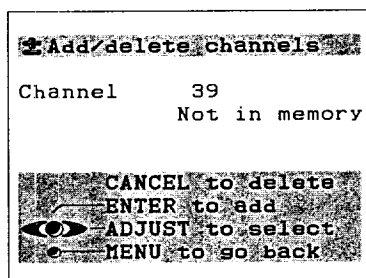 ± Add/delete channels
Channel 39
Not in memory
CANCEL to delete
ENTER to add
ADJUST to select
MENU to go back